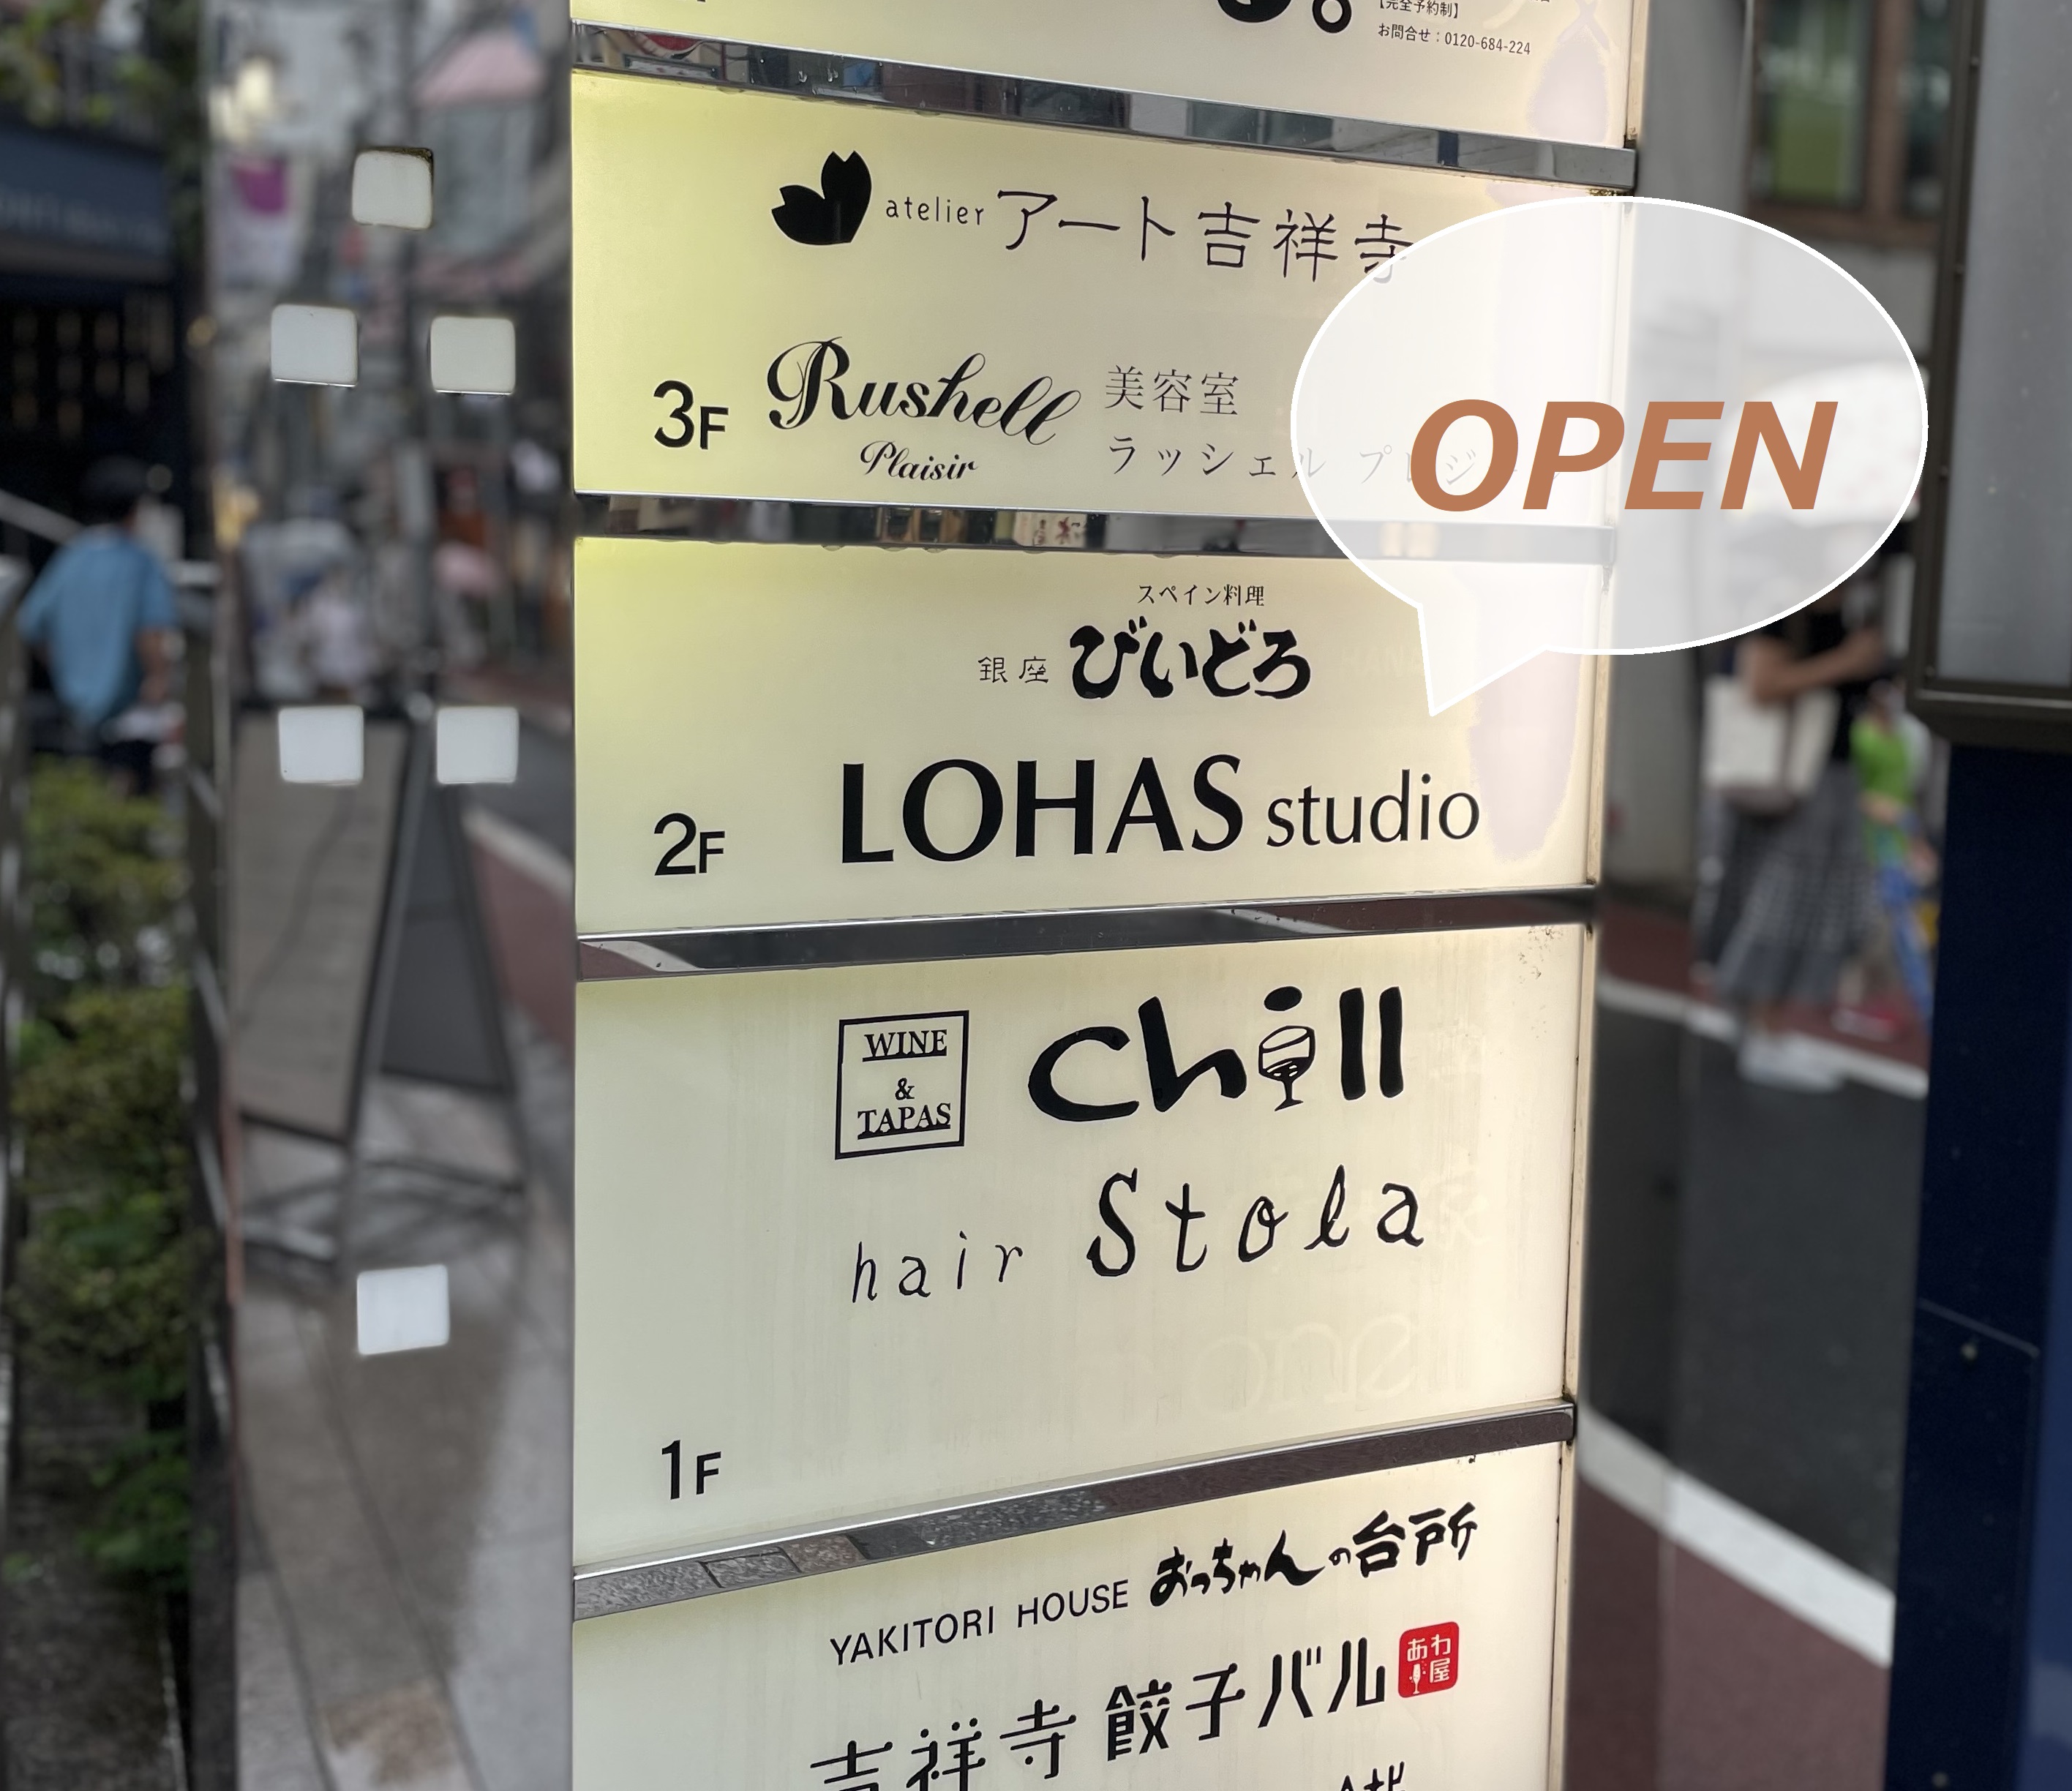 【完全予約制】
お問合せ：0120-684-224
atelier アート吉祥寺
3F Rushell 美容室
Plaisir ラッシェル プレジ
OPEN
スペイン料理
銀座 びいどろ
2F LOHAS studio
WINE
&
TAPAS
chill
hair Stola
1F
YAKITORI HOUSE おっちゃんの台所
吉祥寺 餃子バル
あわ
屋